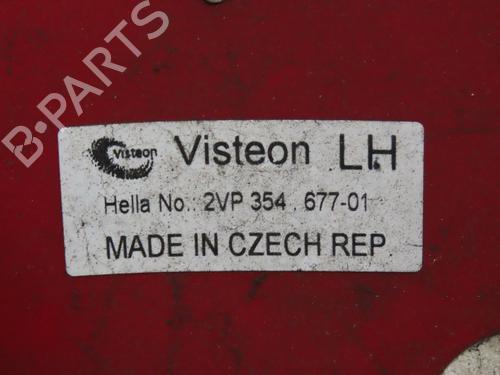 B-PARTS
Visteon Visteon LH
Hella No.: 2VP 354 . 677-01
MADE IN CZECH REP